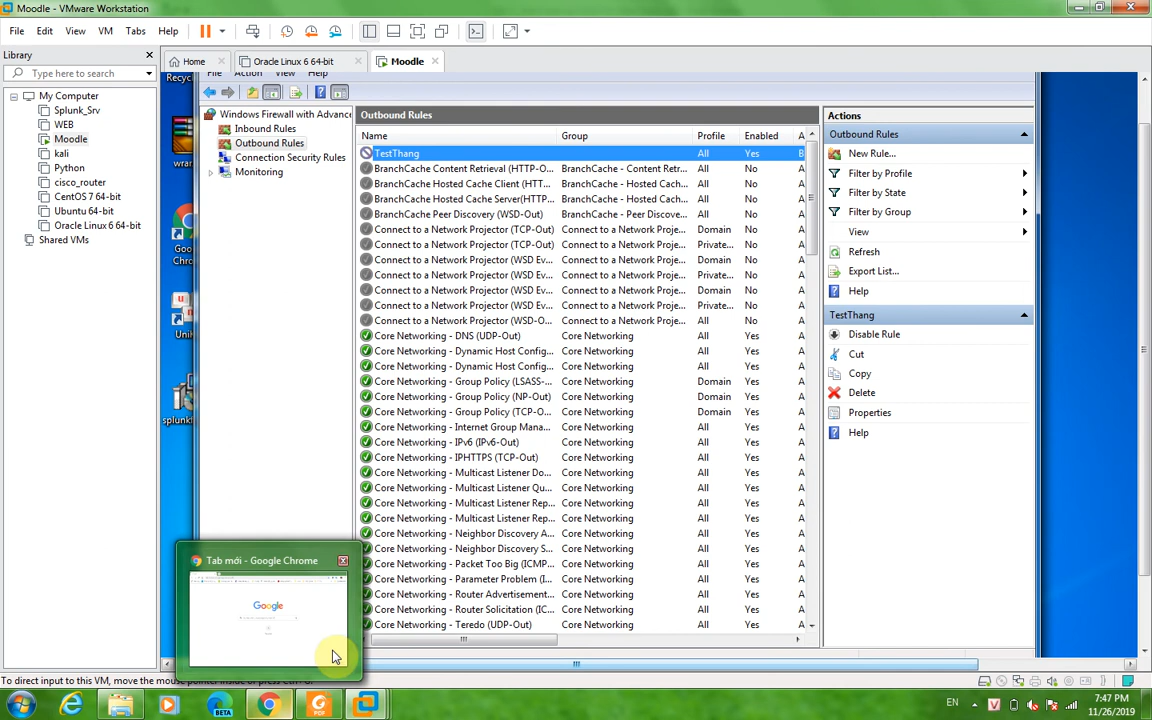 Moodle - VMware Workstation
File Edit View VM Tabs Help
Library
Type here to search
My Computer
Splunk_Srv
WEB
Moodle
kali
Python
cisco_router
CentOS 7 64-bit
Ubuntu 64-bit
Oracle Linux 6 64-bit
Shared VMs
Home
Oracle Linux 6 64-bit
Moodle
Recyc
wrar
Goo
Chro
UniK
splunkf
File Action View Help
Windows Firewall with Advance
Inbound Rules
Outbound Rules
Connection Security Rules
Monitoring
Outbound Rules
Name Group Profile Enabled A
TestThang All Yes B
BranchCache Content Retrieval (HTTP-O... BranchCache - Content Retr... All No A
BranchCache Hosted Cache Client (HTT... BranchCache - Hosted Cach... All No A
BranchCache Hosted Cache Server(HTTP... BranchCache - Hosted Cach... All No A
BranchCache Peer Discovery (WSD-Out) BranchCache - Peer Discove... All No A
Connect to a Network Projector (TCP-Out) Connect to a Network Proje... Domain No A
Connect to a Network Projector (TCP-Out) Connect to a Network Proje... Private... No A
Connect to a Network Projector (WSD Ev... Connect to a Network Proje... Domain No A
Connect to a Network Projector (WSD Ev... Connect to a Network Proje... Private... No A
Connect to a Network Projector (WSD Ev... Connect to a Network Proje... Domain No A
Connect to a Network Projector (WSD Ev... Connect to a Network Proje... Private... No A
Connect to a Network Projector (WSD-O... Connect to a Network Proje... All No A
Core Networking - DNS (UDP-Out) Core Networking All Yes A
Core Networking - Dynamic Host Config... Core Networking All Yes A
Core Networking - Dynamic Host Config... Core Networking All Yes A
Core Networking - Group Policy (LSASS-... Core Networking Domain Yes A
Core Networking - Group Policy (NP-Out) Core Networking Domain Yes A
Core Networking - Group Policy (TCP-O... Core Networking Domain Yes A
Core Networking - Internet Group Mana... Core Networking All Yes A
Core Networking - IPv6 (IPv6-Out) Core Networking All Yes A
Core Networking - IPHTTPS (TCP-Out) Core Networking All Yes A
Core Networking - Multicast Listener Do... Core Networking All Yes A
Core Networking - Multicast Listener Qu... Core Networking All Yes A
Core Networking - Multicast Listener Rep... Core Networking All Yes A
Core Networking - Multicast Listener Rep... Core Networking All Yes A
Core Networking - Neighbor Discovery A... Core Networking All Yes A
Core Networking - Neighbor Discovery S... Core Networking All Yes A
Core Networking - Packet Too Big (ICMP... Core Networking All Yes A
Core Networking - Parameter Problem (I... Core Networking All Yes A
Core Networking - Router Advertisement... Core Networking All Yes A
Core Networking - Router Solicitation (IC... Core Networking All Yes A
Core Networking - Teredo (UDP-Out) Core Networking All Yes A
Actions
Outbound Rules
New Rule...
Filter by Profile
Filter by State
Filter by Group
View
Refresh
Export List...
Help
TestThang
Disable Rule
Cut
Copy
Delete
Properties
Help
Tab mới - Google Chrome
Google
To direct input to this VM, move the mouse pointer inside or press Ctrl+G.
BETA
PDF
EN
V
7:47 PM
11/26/2019